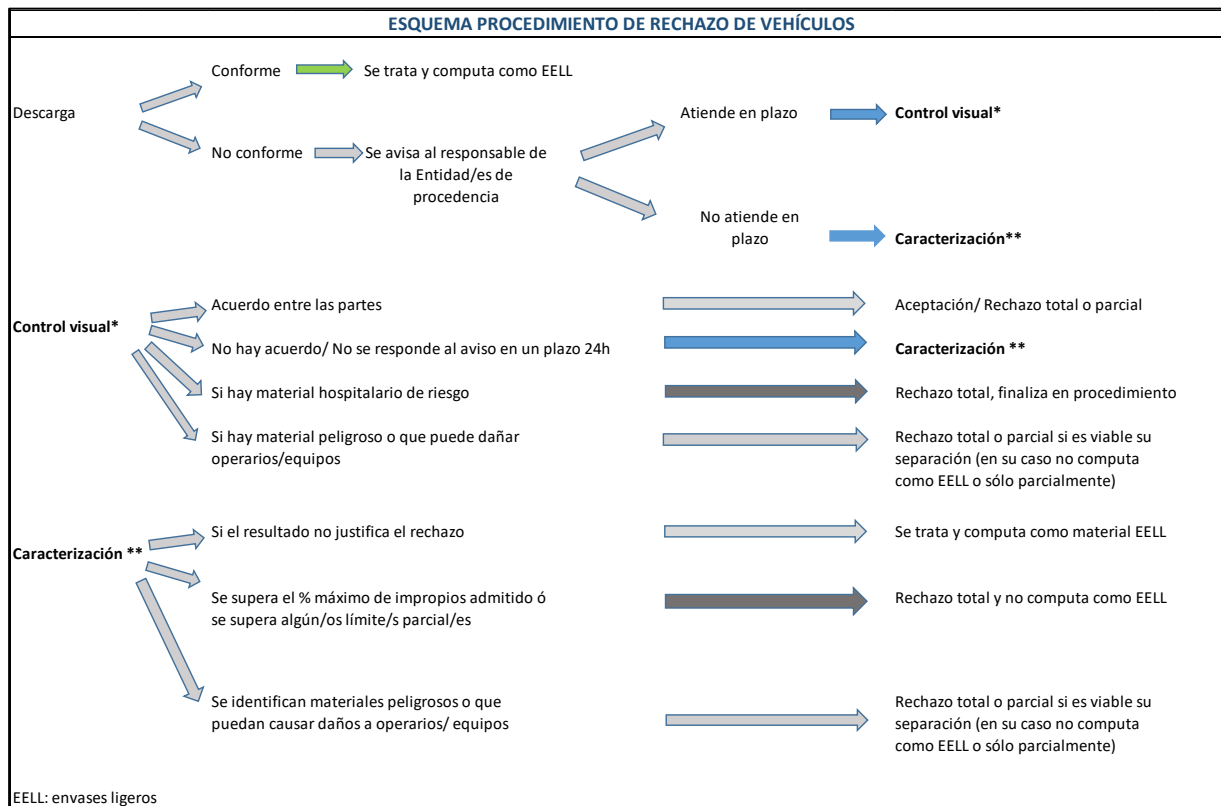 ESQUEMA PROCEDIMIENTO DE RECHAZO DE VEHÍCULOS
Conforme
Se trata y computa como EELL
Descarga
Atiende en plazo
Control visual*
No conforme
Se avisa al responsable de
la Entidad/es de
procedencia
No atiende en
plazo
Caracterización**
Control visual*
Acuerdo entre las partes
Aceptación/ Rechazo total o parcial
No hay acuerdo/ No se responde al aviso en un plazo 24h
Caracterización **
Si hay material hospitalario de riesgo
Rechazo total, finaliza en procedimiento
Si hay material peligroso o que puede dañar
operarios/equipos
Rechazo total o parcial si es viable su
separación (en su caso no computa
como EELL o sólo parcialmente)
Caracterización **
Si el resultado no justifica el rechazo
Se trata y computa como material EELL
Se supera el % máximo de impropios admitido ó
se supera algún/os límite/s parcial/es
Rechazo total y no computa como EELL
Se identifican materiales peligrosos o que
puedan causar daños a operarios/ equipos
Rechazo total o parcial si es viable su
separación (en su caso no computa
como EELL o sólo parcialmente)
EELL: envases ligeros